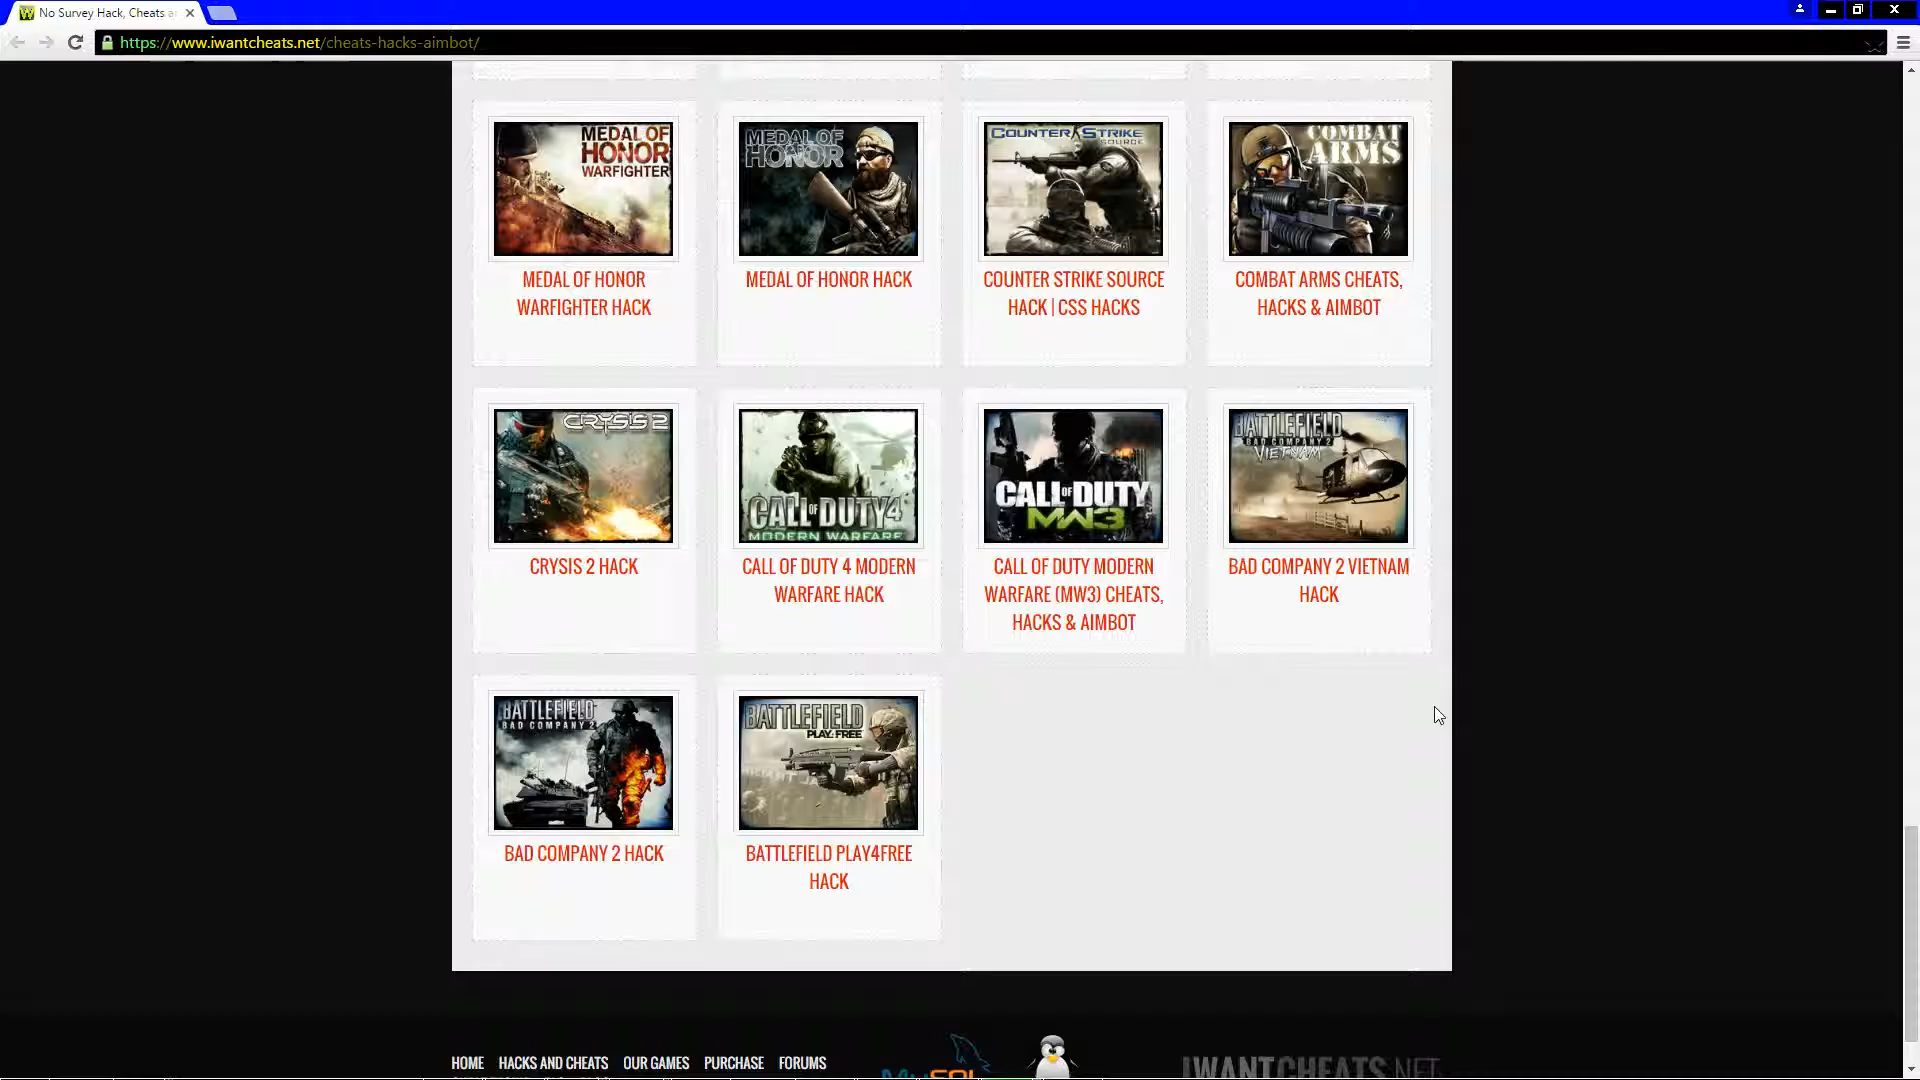 No Survey Hack, Cheats a
https://www.iwantcheats.net/cheats-hacks-aimbot/
MEDAL OF HONOR WARFIGHTER
MEDAL OF HONOR
COUNTER STRIKE SOURCE
COMBAT ARMS
MEDAL OF HONOR
WARFIGHTER HACK
MEDAL OF HONOR HACK
COUNTER STRIKE SOURCE
HACK | CSS HACKS
COMBAT ARMS CHEATS,
HACKS & AIMBOT
CRYSIS 2
CALL OF DUTY 4
MODERN WARFARE
CALL OF DUTY
MW3
BATTLEFIELD
BAD COMPANY 2
VIETNAM
CRYSIS 2 HACK
CALL OF DUTY 4 MODERN
WARFARE HACK
CALL OF DUTY MODERN
WARFARE (MW3) CHEATS,
HACKS & AIMBOT
BAD COMPANY 2 VIETNAM
HACK
BATTLEFIELD
BAD COMPANY 2
BATTLEFIELD
PLAY4FREE
BAD COMPANY 2 HACK
BATTLEFIELD PLAY4FREE
HACK
HOME HACKS AND CHEATS OUR GAMES PURCHASE FORUMS
MySQL
IWANTCHEATS.NET